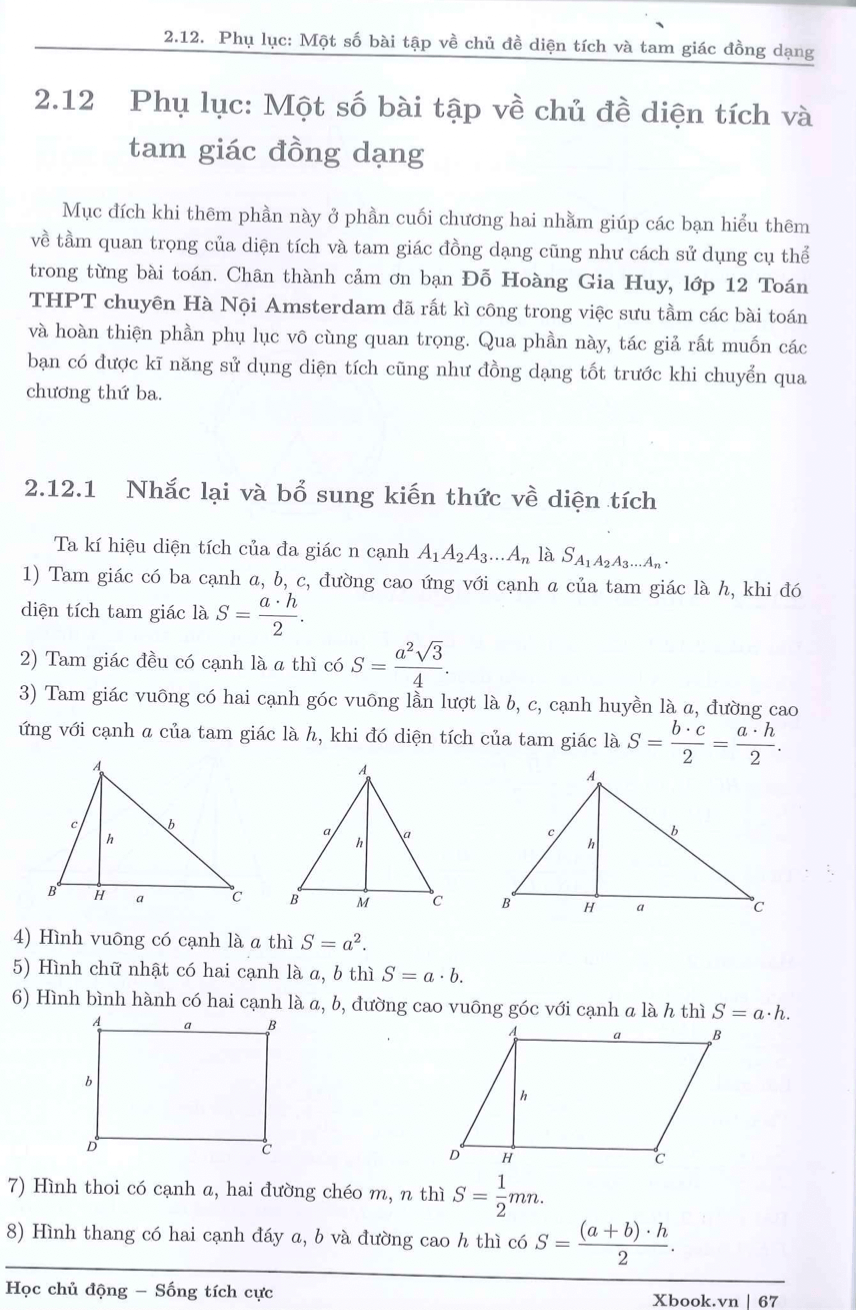 2.12. Phụ lục: Một số bài tập về chủ đề diện tích và tam giác đồng dạng
2.12 Phụ lục: Một số bài tập về chủ đề diện tích và
tam giác đồng dạng
Mục đích khi thêm phần này ở phần cuối chương hai nhằm giúp các bạn hiểu thêm
về tầm quan trọng của diện tích và tam giác đồng dạng cũng như cách sử dụng cụ thể
trong từng bài toán. Chân thành cảm ơn bạn Đỗ Hoàng Gia Huy, lớp 12 Toán
THPT chuyên Hà Nội Amsterdam đã rất kì công trong việc sưu tầm các bài toán
và hoàn thiện phần phụ lục vô cùng quan trọng. Qua phần này, tác giả rất muốn các
bạn có được kĩ năng sử dụng diện tích cũng như đồng dạng tốt trước khi chuyển qua
chương thứ ba.
2.12.1 Nhắc lại và bổ sung kiến thức về diện tích
Ta kí hiệu diện tích của đa giác n cạnh $A_1A_2A_3...A_n$ là $S_{A_1A_2A_3...A_n}$.
1) Tam giác có ba cạnh a, b, c, đường cao ứng với cạnh a của tam giác là h, khi đó
diện tích tam giác là $S = \frac{a \cdot h}{2}$.
2) Tam giác đều có cạnh là a thì có $S = \frac{a^2\sqrt{3}}{4}$.
3) Tam giác vuông có hai cạnh góc vuông lần lượt là b, c, cạnh huyền là a, đường cao
ứng với cạnh a của tam giác là h, khi đó diện tích của tam giác là $S = \frac{b \cdot c}{2} = \frac{a \cdot h}{2}$.
A
c
b
h
B
H
a
C
A
a
a
h
B
M
C
A
c
b
h
B
H
a
C
4) Hình vuông có cạnh là a thì $S = a^2$.
5) Hình chữ nhật có hai cạnh là a, b thì $S = a \cdot b$.
6) Hình bình hành có hai cạnh là a, b, đường cao vuông góc với cạnh a là h thì $S = a \cdot h$.
A
a
B
b
D
C
A
a
B
h
D
H
C
7) Hình thoi có cạnh a, hai đường chéo m, n thì $S = \frac{1}{2}mn$.
8) Hình thang có hai cạnh đáy a, b và đường cao h thì có $S = \frac{(a + b) \cdot h}{2}$.
Học chủ động – Sống tích cực
Xbook.vn | 67